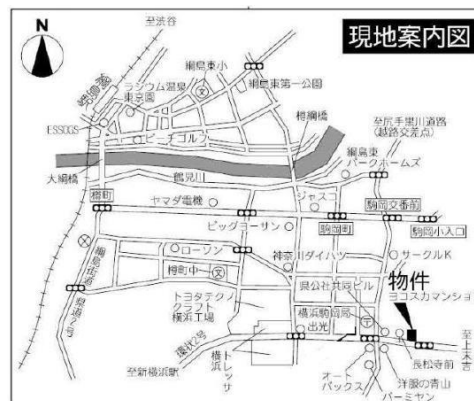 現地案内図
N
至渋谷
綱島東小
綱島東第一公園
ラジウム温泉
東京園
綱島駅
樽綱橋
至尻手黒川道路
(越路交差点)
ESSOGS
ピーチゴルフ
綱島東
パークホームズ
大綱橋
鶴見川
樽町
ヤマダ電機
ジャスコ
駒岡交番前
ビッグヨーサン
駒岡町
駒岡小入口
綱島街道
県道2号
ローソン
神奈川ダイハツ
サークルK
樽町中
文
県公社共同ビル
物件
ヨコスカマンション
トヨタテクノ
クラフト
横浜工場
横浜駒岡局
出光
環状2号
トレッサ
横浜
至新横浜駅
オート
バックス
長松寺前
洋服の青山
バーミヤン
至上末吉